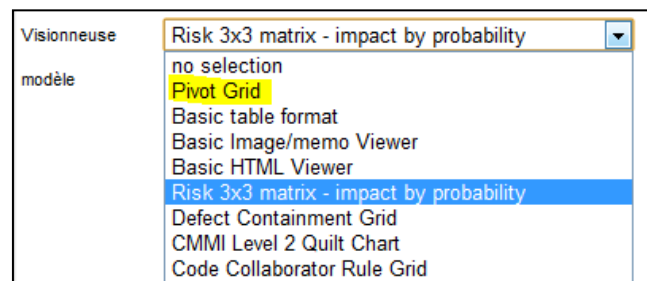 Visionneuse Risk 3x3 matrix - impact by probability
no selection
modèle
Pivot Grid
Basic table format
Basic Image/memo Viewer
Basic HTML Viewer
Risk 3x3 matrix - impact by probability
Defect Containment Grid
CMMI Level 2 Quilt Chart
Code Collaborator Rule Grid